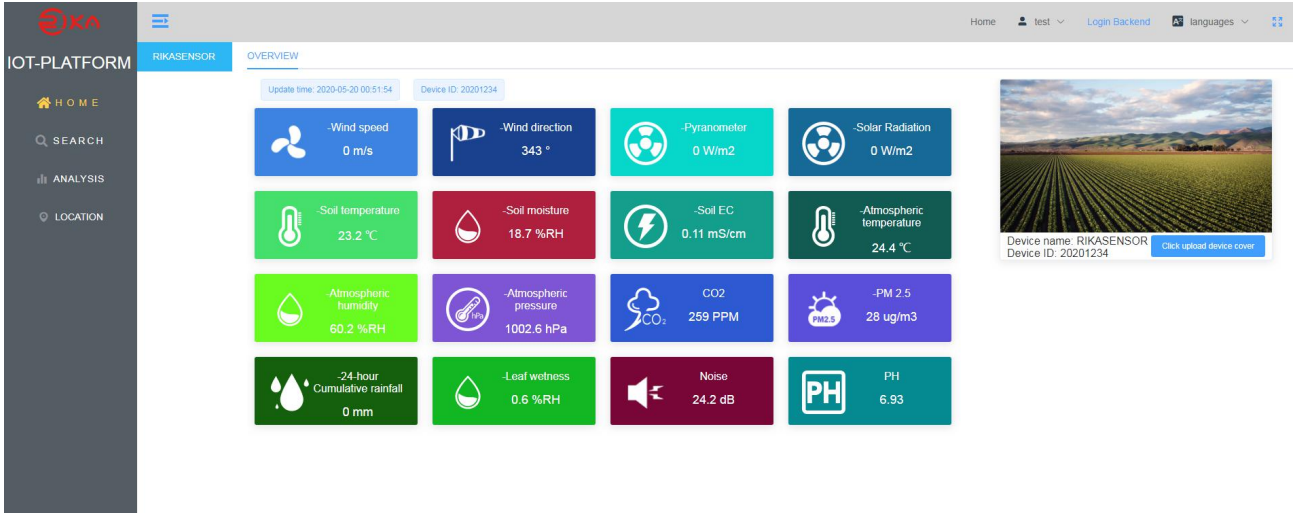 RIKA
Home
test
Login Backend
languages
IOT-PLATFORM
HOME
SEARCH
ANALYSIS
LOCATION
RIKASENSOR
OVERVIEW
Update time: 2020-05-20 00:51:54
Device ID: 20201234
-Wind speed
0 m/s
-Wind direction
343 °
-Pyranometer
0 W/m2
-Solar Radiation
0 W/m2
-Soil temperature
23.2 ℃
-Soil moisture
18.7 %RH
-Soil EC
0.11 mS/cm
-Atmospheric
temperature
24.4 ℃
-Atmospheric
humidity
60.2 %RH
-Atmospheric
pressure
hPa
1002.6 hPa
CO2
CO₂
259 PPM
-PM 2.5
PM2.5
28 ug/m3
-24-hour
Cumulative rainfall
0 mm
-Leaf wetness
0.6 %RH
Noise
24.2 dB
PH
PH
6.93
Device name: RIKASENSOR
Device ID: 20201234
Click upload device cover